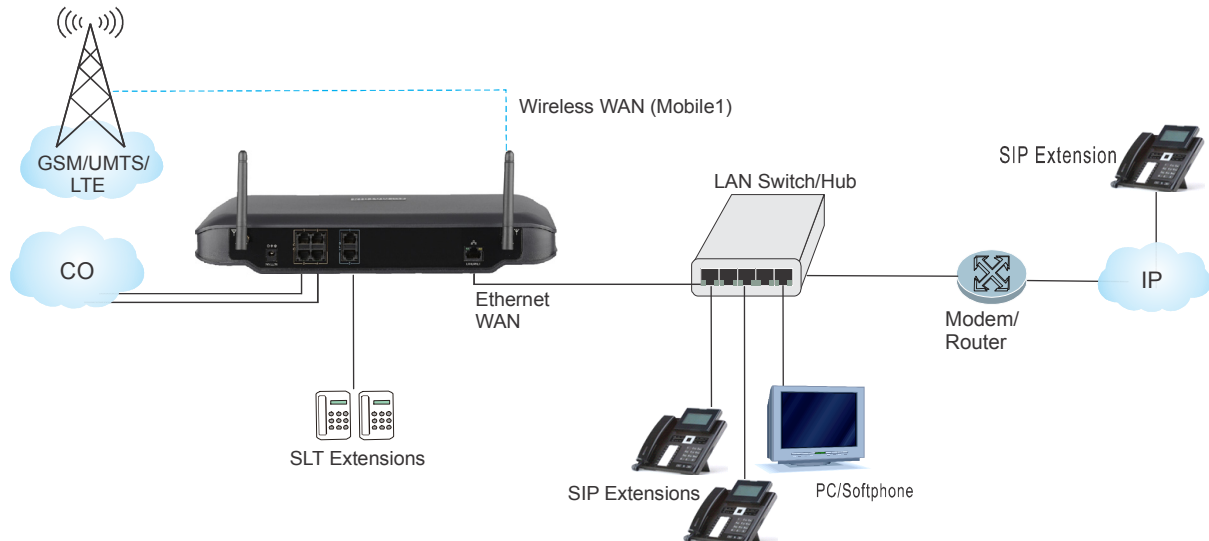 Wireless WAN (Mobile1)
SIP Extension
GSM/UMTS/
LTE
LAN Switch/Hub
CO
IP
Ethernet
WAN
Modem/
Router
SLT Extensions
SIP Extensions
PC/Softphone